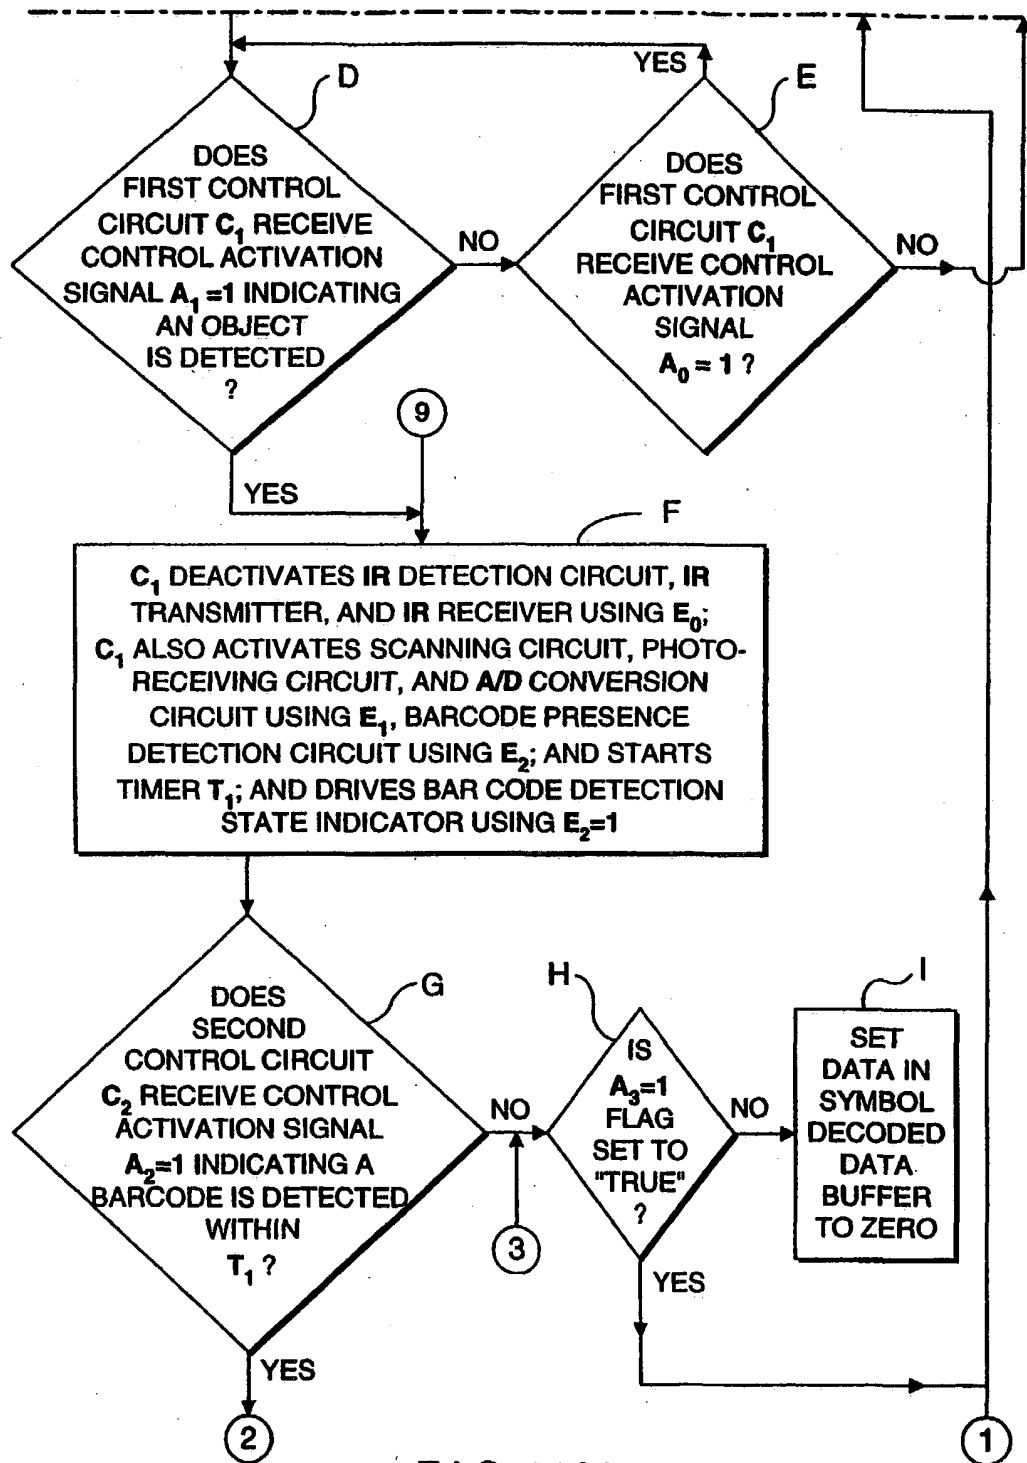 YES
D
E
DOES
FIRST CONTROL
CIRCUIT C₁ RECEIVE
CONTROL ACTIVATION
SIGNAL A₁ =1 INDICATING
AN OBJECT
IS DETECTED
?
NO
DOES
FIRST CONTROL
CIRCUIT C₁
RECEIVE CONTROL
ACTIVATION
SIGNAL
A₀ = 1 ?
NO
9
YES
F
C₁ DEACTIVATES IR DETECTION CIRCUIT, IR
TRANSMITTER, AND IR RECEIVER USING E₀;
C₁ ALSO ACTIVATES SCANNING CIRCUIT, PHOTO-
RECEIVING CIRCUIT, AND A/D CONVERSION
CIRCUIT USING E₁, BARCODE PRESENCE
DETECTION CIRCUIT USING E₂; AND STARTS
TIMER T₁; AND DRIVES BAR CODE DETECTION
STATE INDICATOR USING E₂=1
G
DOES
SECOND
CONTROL CIRCUIT
C₂ RECEIVE CONTROL
ACTIVATION SIGNAL
A₂=1 INDICATING A
BARCODE IS DETECTED
WITHIN
T₁ ?
NO
3
H
IS
A₃=1
FLAG
SET TO
"TRUE"
?
NO
I
SET
DATA IN
SYMBOL
DECODED
DATA
BUFFER
TO ZERO
YES
YES
2
1